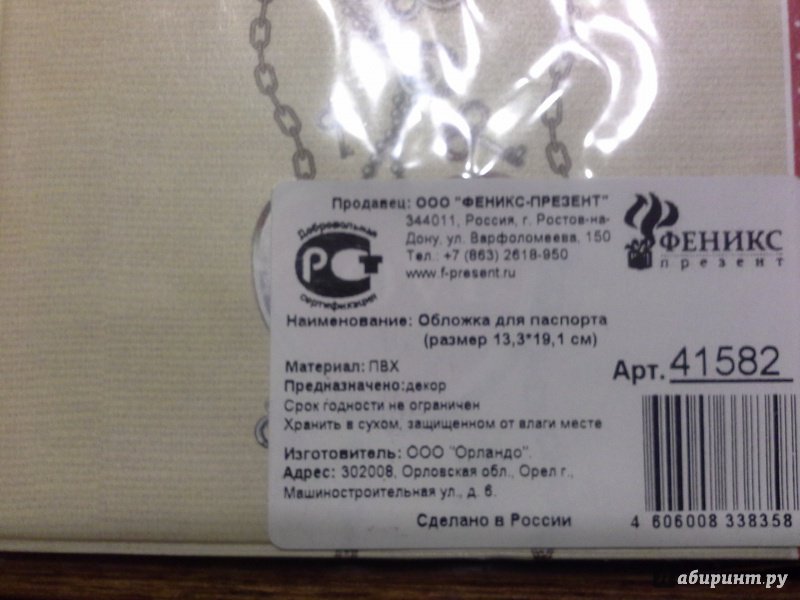 Продавец: ООО "ФЕНИКС-ПРЕЗЕНТ"
344011, Россия, г. Ростов-на-
Дону, ул. Варфоломеева, 150
Тел.: +7 (863) 2618-950
www.f-present.ru
Добровольная
РСТ
сертификация
ФЕНИКС
презент
Наименование: Обложка для паспорта
(размер 13,3*19,1 см)
Арт. 41582
Материал: ПВХ
Предназначено:декор
Срок годности не ограничен
Хранить в сухом, защищенном от влаги месте
Изготовитель: ООО "Орландо".
Адрес: 302008, Орловская обл., Орел г.,
Машиностроительная ул., д. 6.
Сделано в России
4 606008 338358
Лабиринт.ру